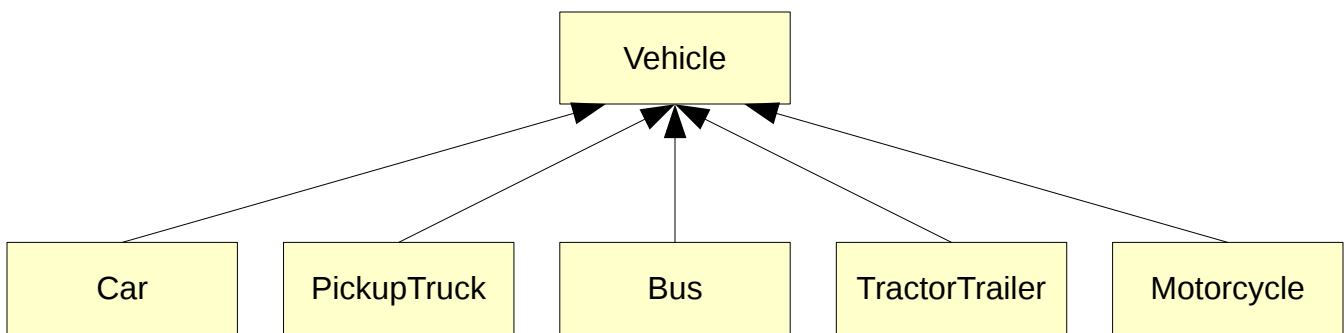 Vehicle
Car
PickupTruck
Bus
TractorTrailer
Motorcycle